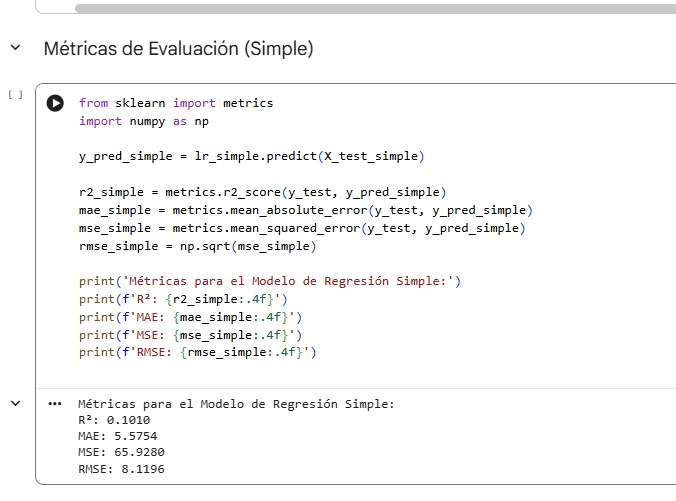 Métricas de Evaluación (Simple)
[ ]
from sklearn import metrics
import numpy as np
y_pred_simple = lr_simple.predict(X_test_simple)
r2_simple = metrics.r2_score(y_test, y_pred_simple)
mae_simple = metrics.mean_absolute_error(y_test, y_pred_simple)
mse_simple = metrics.mean_squared_error(y_test, y_pred_simple)
rmse_simple = np.sqrt(mse_simple)
print('Métricas para el Modelo de Regresión Simple:')
print(f'R²: {r2_simple:.4f}')
print(f'MAE: {mae_simple:.4f}')
print(f'MSE: {mse_simple:.4f}')
print(f'RMSE: {rmse_simple:.4f}')
Métricas para el Modelo de Regresión Simple:
R²: 0.1010
MAE: 5.5754
MSE: 65.9280
RMSE: 8.1196